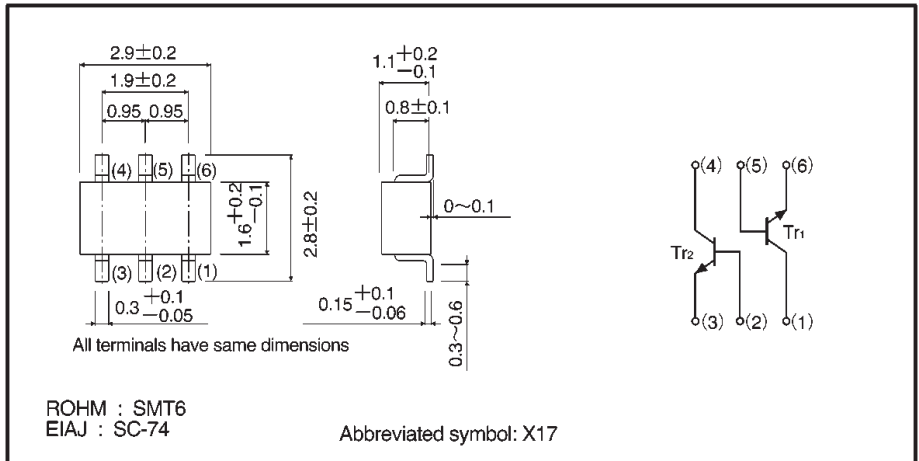 2.9±0.2
1.9±0.2
0.95 0.95
(4) (5) (6)
1.6 +0.2 −0.1
2.8±0.2
(3) (2) (1)
0.3 +0.1 −0.05
All terminals have same dimensions
1.1 +0.2 −0.1
0.8±0.1
0~0.1
0.15 +0.1 −0.06
0.3~0.6
(4) (5) (6)
Tr1
Tr2
(3) (2) (1)
ROHM : SMT6
EIAJ : SC-74
Abbreviated symbol: X17